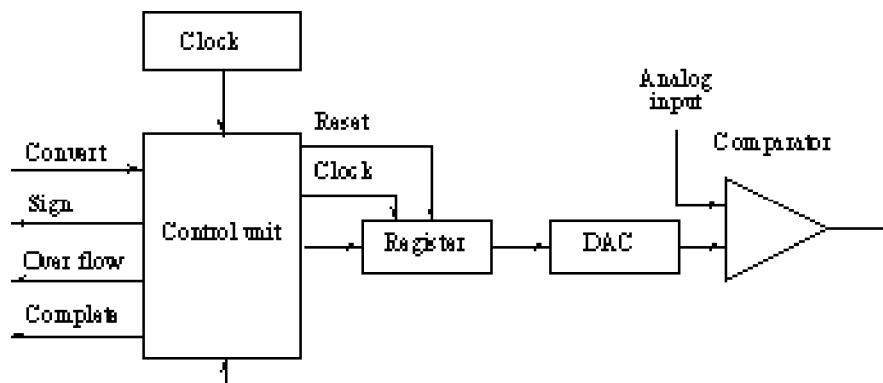 Clock
Analog
input
Reset
Comparator
Convert
Clock
Sign
Control unit
Register
DAC
Over flow
Complete